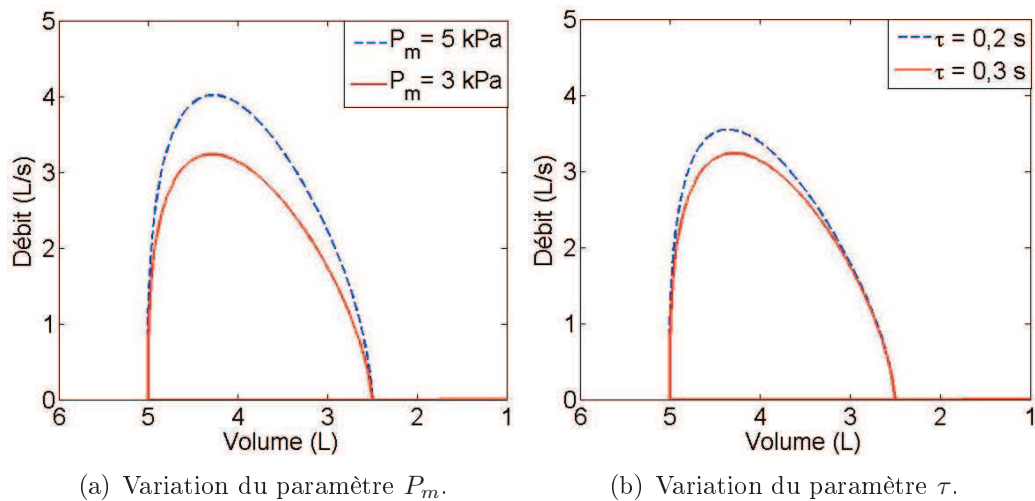 5
4
3
2
1
0
Débit (L/s)
6 5 4 3 2 1
Volume (L)
P_m = 5 kPa
P_m = 3 kPa
(a) Variation du paramètre P_m.
5
4
3
2
1
0
Débit (L/s)
6 5 4 3 2 1
Volume (L)
τ = 0,2 s
τ = 0,3 s
(b) Variation du paramètre τ.